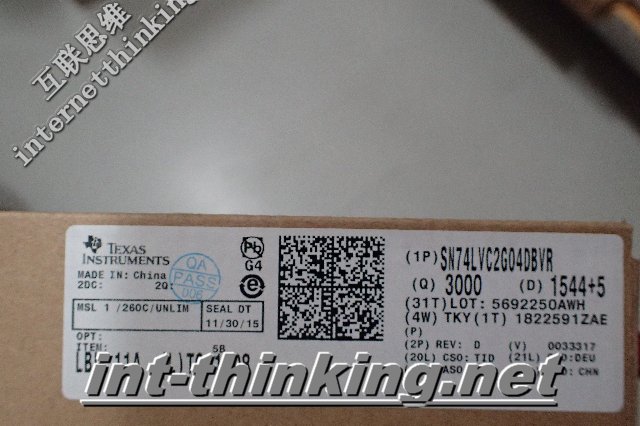 互联思维
internetthinking
TEXAS
INSTRUMENTS
MADE IN: China
2DC: 2Q:
QA
PASS
Pb
G4
e
MSL 1 /260C/UNLIM
SEAL DT
11/30/15
OPT:
ITEM:
5B
(1P) SN74LVC2G04DBVR
(Q) 3000 (D) 1544+5
(31T) LOT: 5692250AWH
(4W) TKY (1T) 1822591ZAE
(P)
(2P) REV: D (V) 0033317
(20L) CSO: TID (21L) DEU
CHN
int-thinking.net